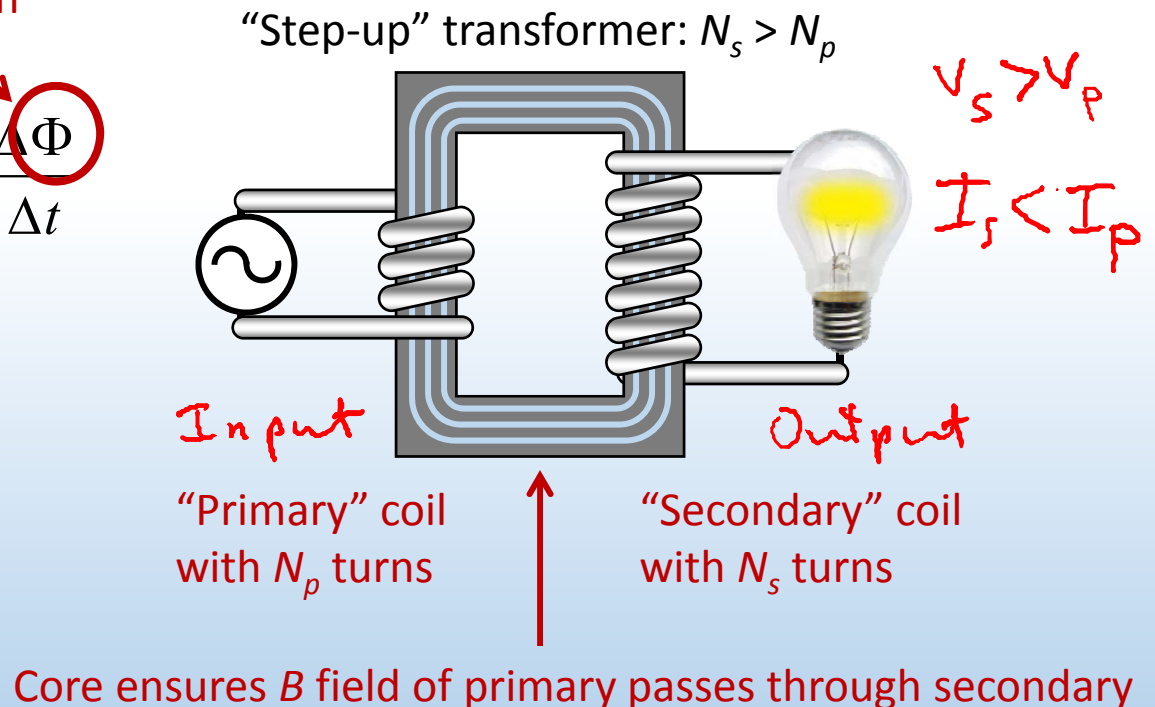 "Step-up" transformer: Nₛ > Nₚ
ΔΦ
Δt
Vₛ > Vₚ
Iₛ < Iₚ
Input
Output
"Primary" coil
with Nₚ turns
"Secondary" coil
with Nₛ turns
Core ensures B field of primary passes through secondary